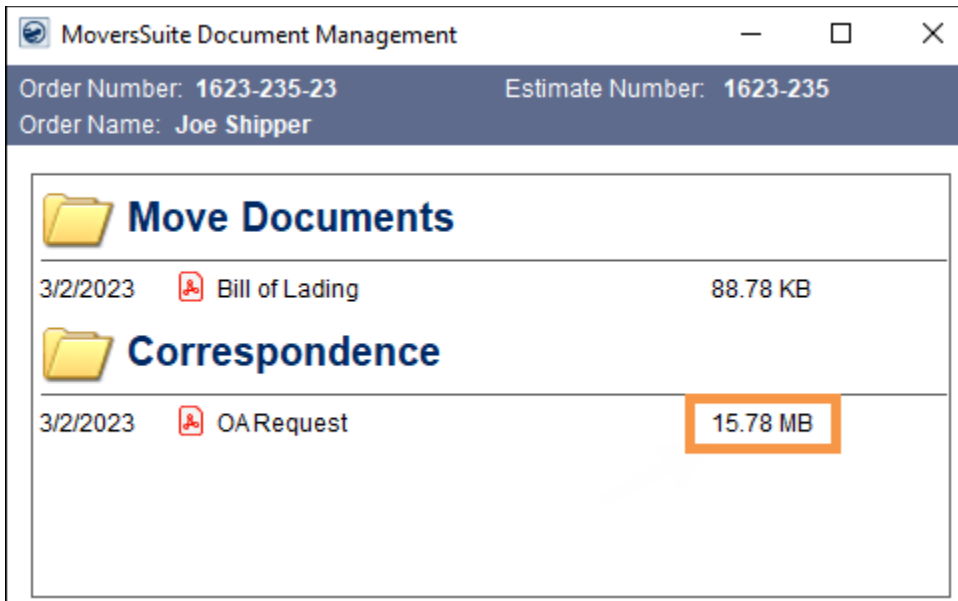 MoversSuite Document Management
Order Number: 1623-235-23 Estimate Number: 1623-235
Order Name: Joe Shipper
Move Documents
3/2/2023 Bill of Lading 88.78 KB
Correspondence
3/2/2023 OA Request 15.78 MB